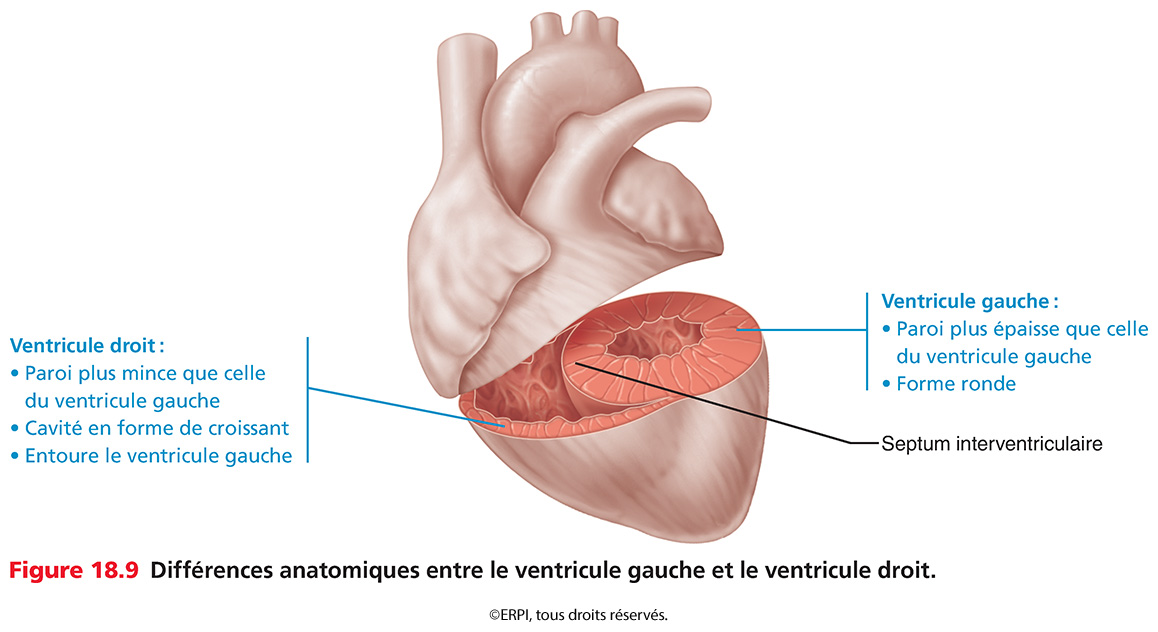 Ventricule gauche :
• Paroi plus épaisse que celle
du ventricule gauche
• Forme ronde
Ventricule droit :
• Paroi plus mince que celle
du ventricule gauche
• Cavité en forme de croissant
• Entoure le ventricule gauche
Septum interventriculaire
Figure 18.9 Différences anatomiques entre le ventricule gauche et le ventricule droit.
©ERPI, tous droits réservés.